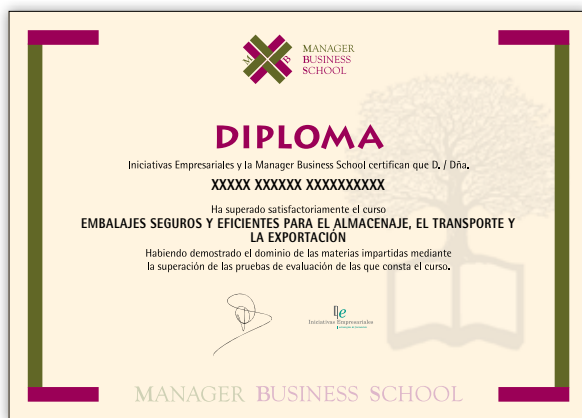 M B
MANAGER
BUSINESS
SCHOOL
DIPLOMA
Iniciativas Empresariales y la Manager Business School certifican que D. / Dña.
XXXXX XXXXXX XXXXXXXXXX
Ha superado satisfactoriamente el curso
EMBALAJES SEGUROS Y EFICIENTES PARA EL ALMACENAJE, EL TRANSPORTE Y
LA EXPORTACIÓN
Habiendo demostrado el dominio de las materias impartidas mediante
la superación de las pruebas de evaluación de las que consta el curso.
Ie
Iniciativas Empresariales
MANAGER BUSINESS SCHOOL